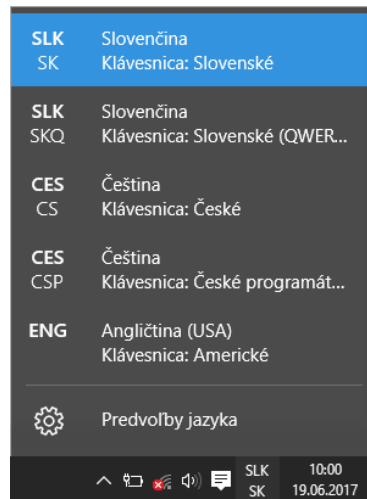 SLK Slovenčina
SK Klávesnica: Slovenské
SLK Slovenčina
SKQ Klávesnica: Slovenské (QWER...
CES Čeština
CS Klávesnica: České
CES Čeština
CSP Klávesnica: České programát...
ENG Angličtina (USA)
Klávesnica: Americké
Predvoľby jazyka
SLK 10:00
SK 19.06.2017